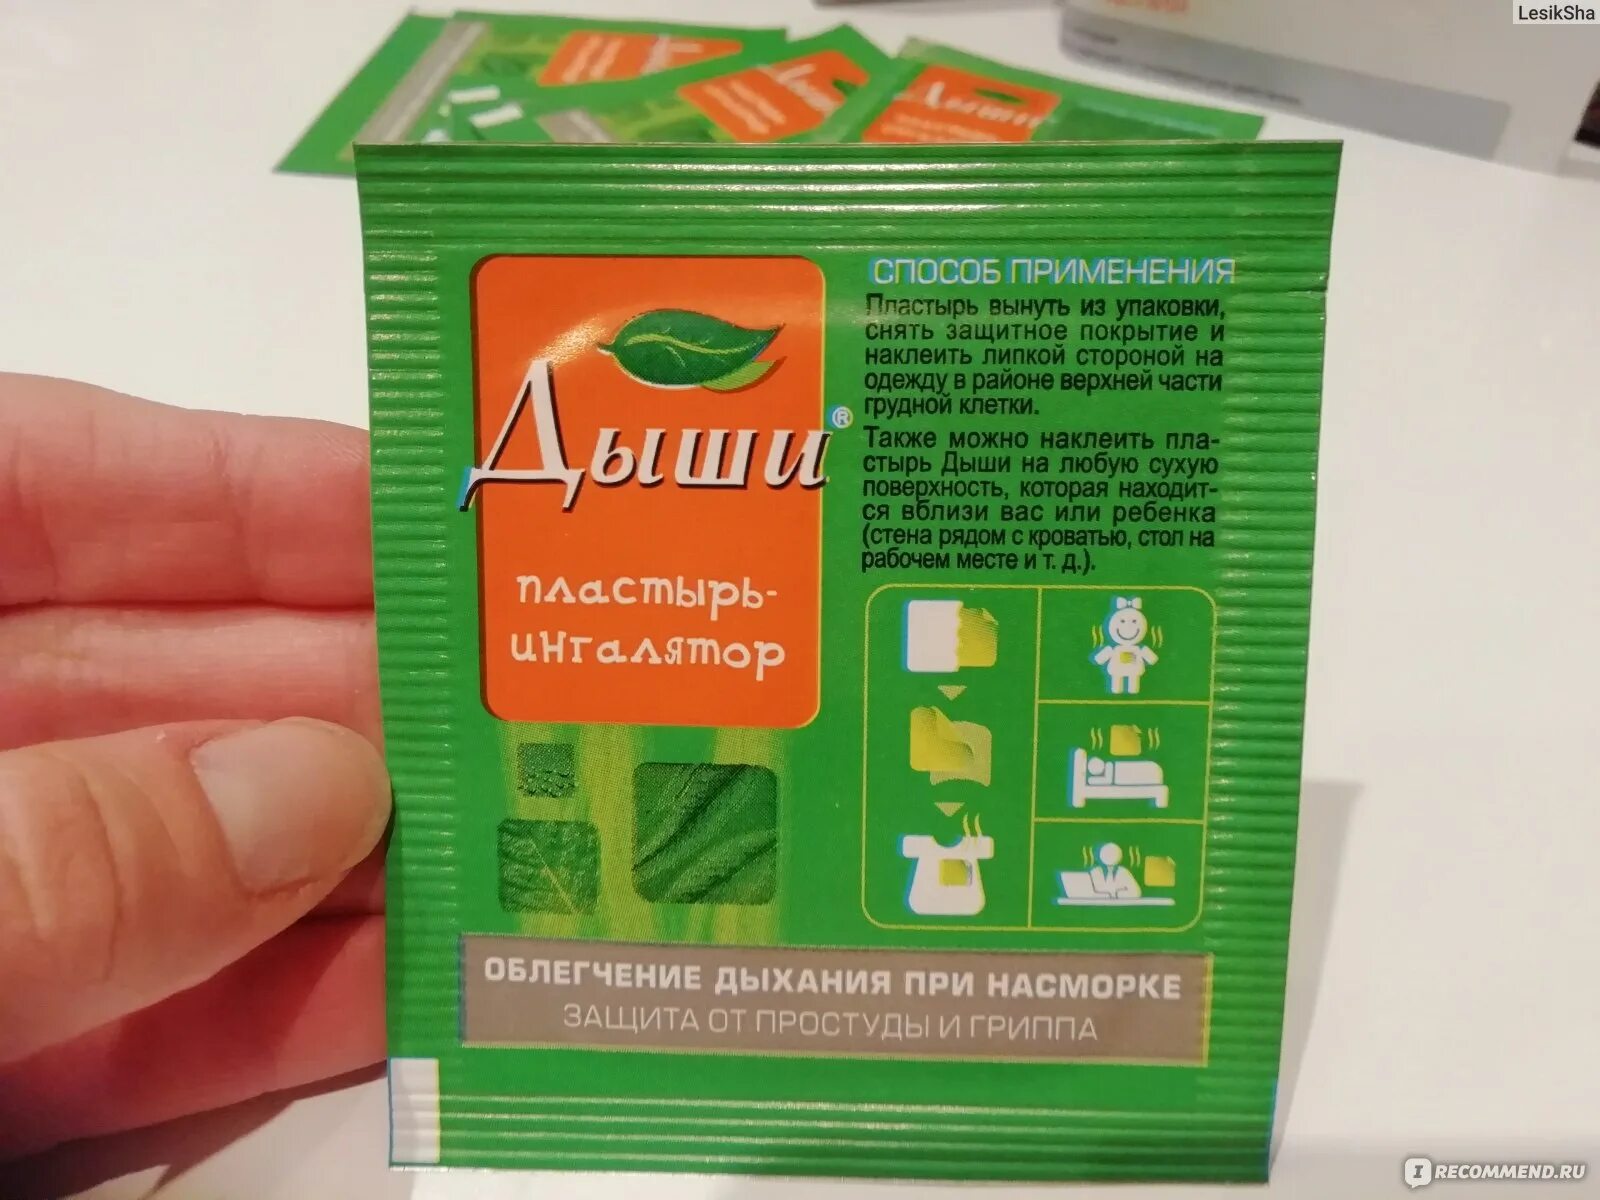 LesikSha
Дыши
Дыши®
пластырь-
ингалятор
СПОСОБ ПРИМЕНЕНИЯ
Пластырь вынуть из упаковки,
снять защитное покрытие и
наклеить липкой стороной на
одежду в районе верхней части
грудной клетки.
Также можно наклеить пла-
стырь Дыши на любую сухую
поверхность, которая находит-
ся вблизи вас или ребенка
(стена рядом с кроватью, стол на
рабочем месте и т. д.).
ОБЛЕГЧЕНИЕ ДЫХАНИЯ ПРИ НАСМОРКЕ
ЗАЩИТА ОТ ПРОСТУДЫ И ГРИППА
IRECOMMEND.RU